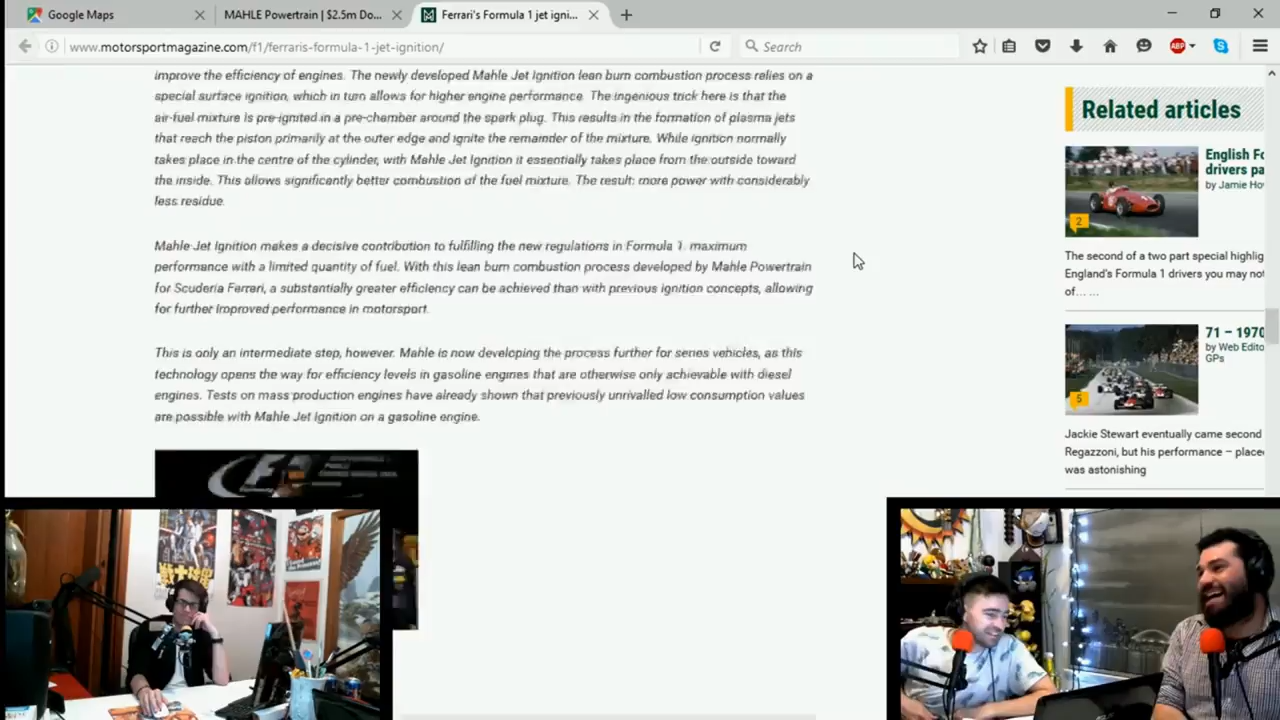 Google Maps
MAHLE Powertrain | $2.5m Do...
Ferrari's Formula 1 jet igni...
www.motorsportmagazine.com/f1/ferraris-formula-1-jet-ignition/
Search
ABP
improve the efficiency of engines. The newly developed Mahle Jet Ignition lean burn combustion process relies on a
special surface ignition, which in turn allows for higher engine performance. The ingenious trick here is that the
air-fuel mixture is pre-ignited in a pre-chamber around the spark plug. This results in the formation of plasma jets
that reach the piston primarily at the outer edge and ignite the remainder of the mixture. While ignition normally
takes place in the centre of the cylinder, with Mahle Jet Ignition it essentially takes place from the outside toward
the inside. This allows significantly better combustion of the fuel mixture. The result: more power with considerably
less residue.
Mahle Jet Ignition makes a decisive contribution to fulfilling the new regulations in Formula 1: maximum
performance with a limited quantity of fuel. With this lean burn combustion process developed by Mahle Powertrain
for Scuderia Ferrari, a substantially greater efficiency can be achieved than with previous ignition concepts, allowing
for further improved performance in motorsport.
This is only an intermediate step, however. Mahle is now developing the process further for series vehicles, as this
technology opens the way for efficiency levels in gasoline engines that are otherwise only achievable with diesel
engines. Tests on mass production engines have already shown that previously unrivalled low consumption values
are possible with Mahle Jet Ignition on a gasoline engine.
Related articles
English Fo
drivers pa
by Jamie Ho
2
The second of a two part special highlig
England's Formula 1 drivers you may not
of... ...
71 – 1970
by Web Edito
GPs
5
Jackie Stewart eventually came second
Regazzoni, but his performance – place
was astonishing